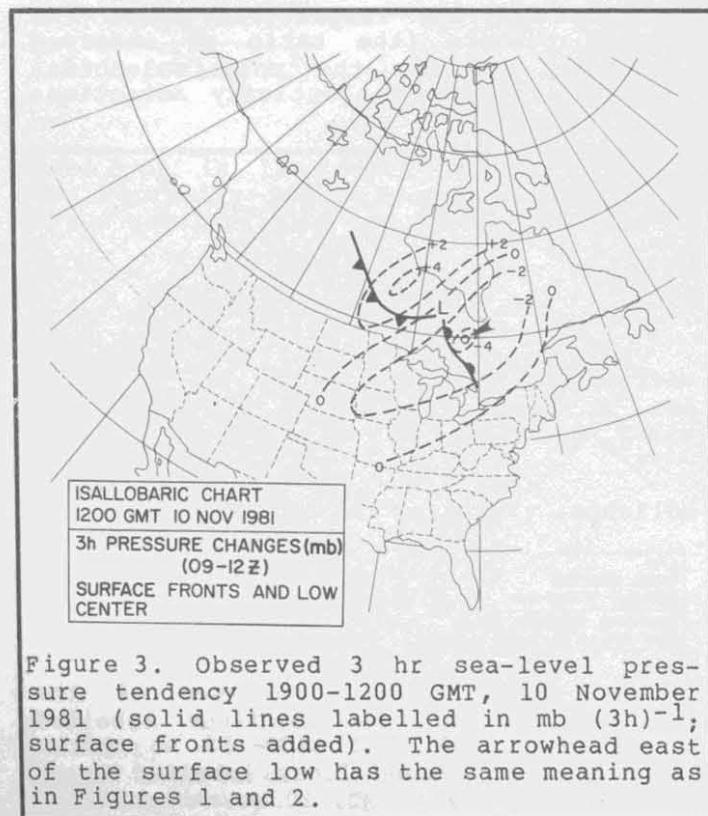 +2
+2
0
+4
-2
0
L
-2
-4
0
0
ISALLOBARIC CHART
1200 GMT 10 NOV 1981
3h PRESSURE CHANGES(mb)
(09-12Z)
SURFACE FRONTS AND LOW
CENTER
Figure 3. Observed 3 hr sea-level pres-
sure tendency 1900-1200 GMT, 10 November
1981 (solid lines labelled in mb (3h)⁻¹;
surface fronts added). The arrowhead east
of the surface low has the same meaning as
in Figures 1 and 2.